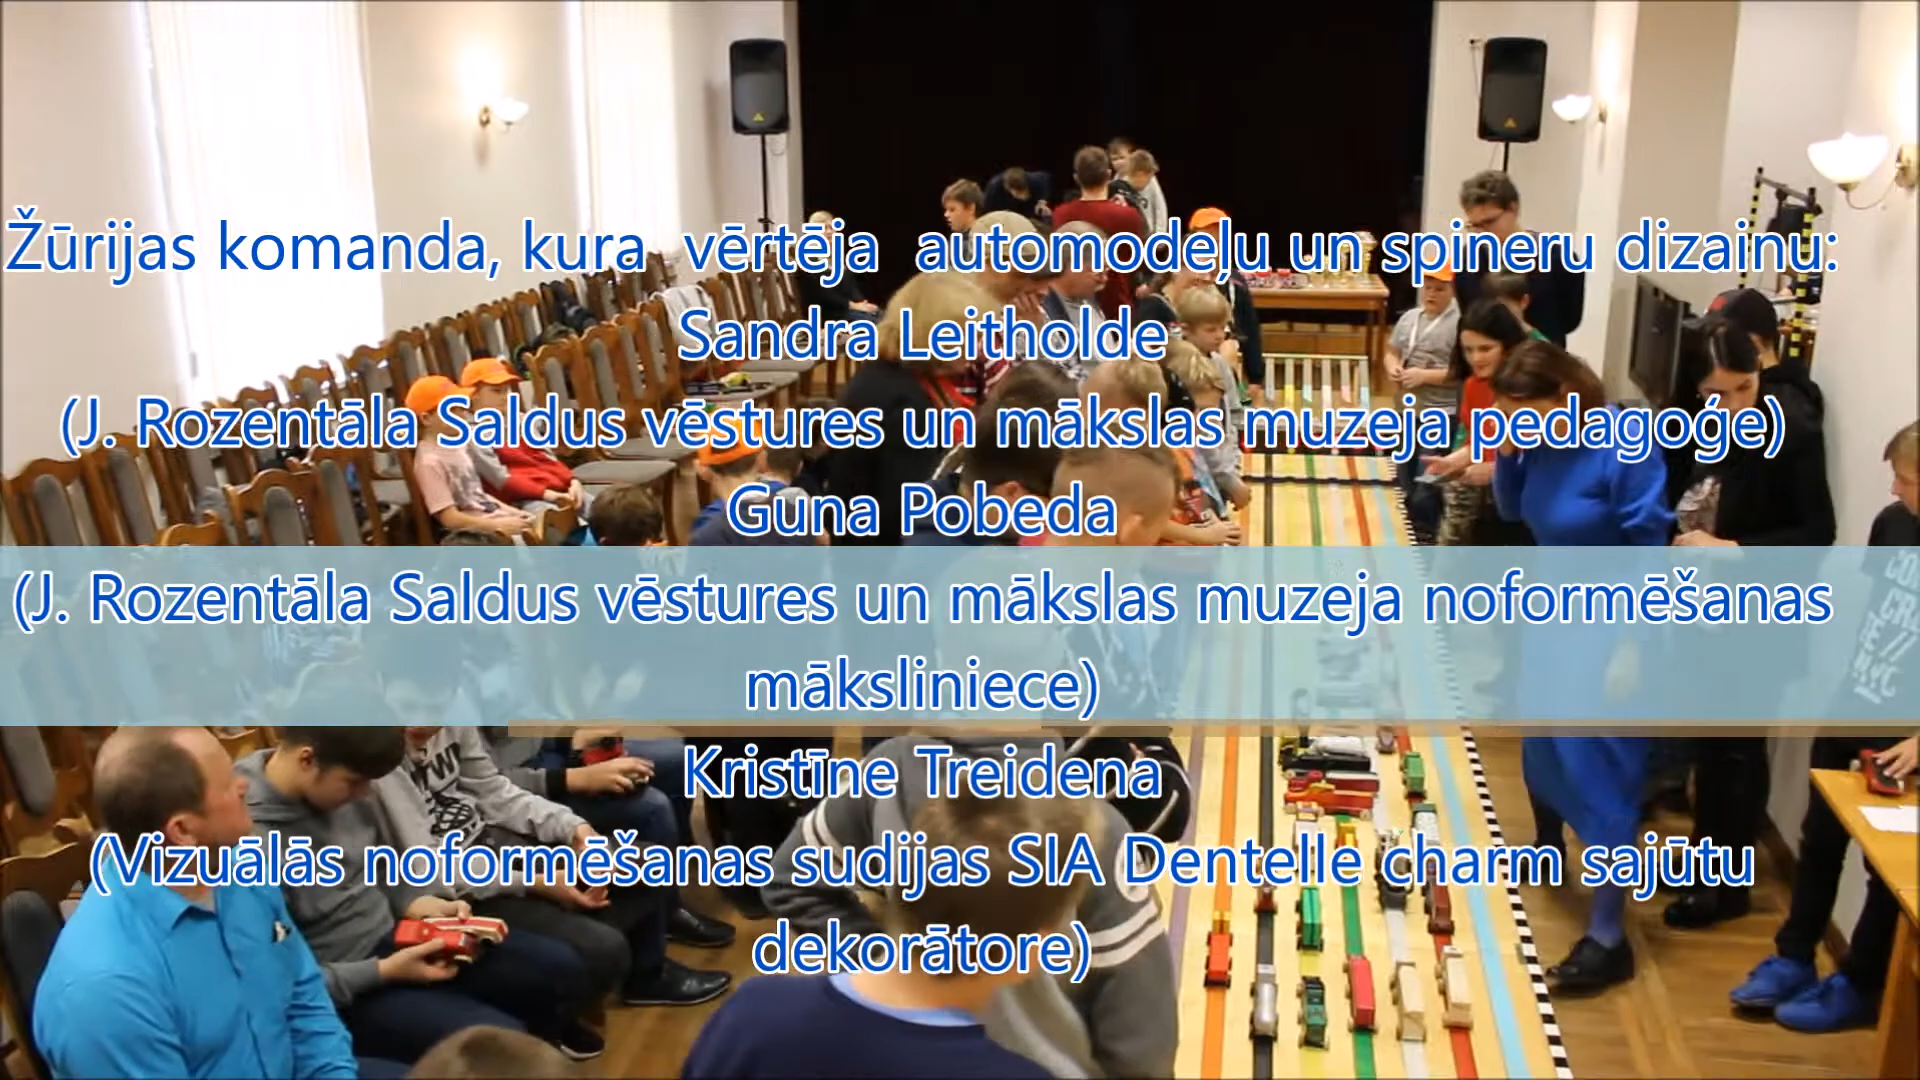 Žūrijas komanda, kura vērtēja automodeļu un spineru dizainu:
Sandra Leitholde
(J. Rozentāla Saldus vēstures un mākslas muzeja pedagoģe)
Guna Pobeda
(J. Rozentāla Saldus vēstures un mākslas muzeja noformēšanas
māksliniece)
Kristīne Treidena
(Vizuālās noformēšanas sudijas SIA Dentelle charm sajūtu
dekorātore)